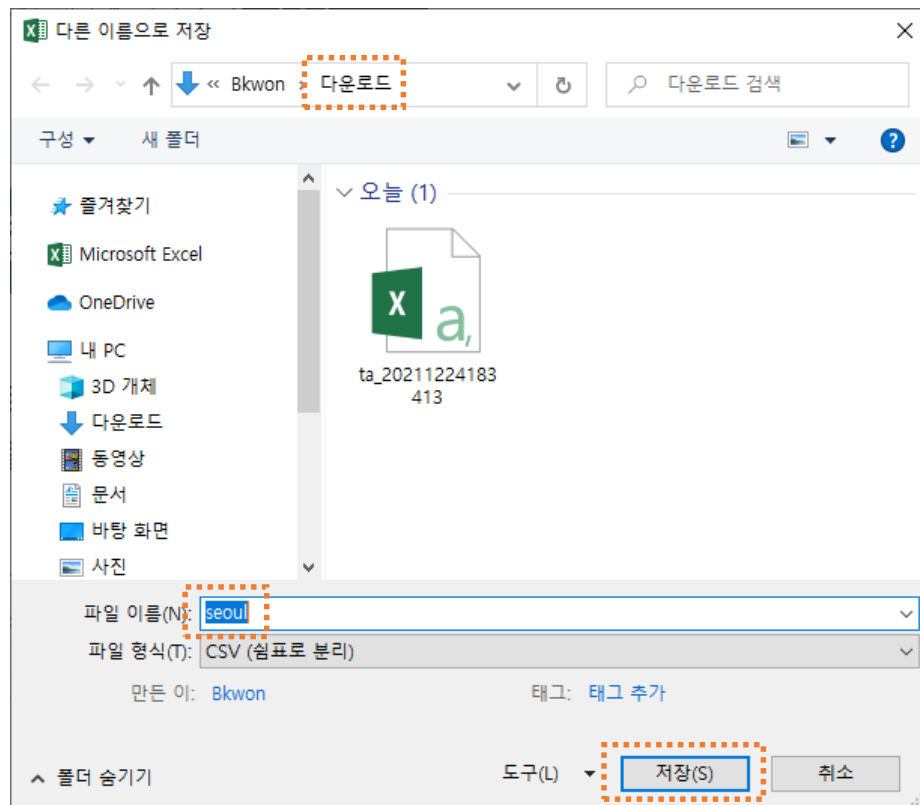 다른 이름으로 저장
« Bkwon > 다운로드
다운로드 검색
구성
새 폴더
즐겨찾기
Microsoft Excel
OneDrive
내 PC
3D 개체
다운로드
동영상
문서
바탕 화면
사진
오늘 (1)
ta_20211224183
413
파일 이름(N): seoul
파일 형식(T): CSV (쉼표로 분리)
만든 이: Bkwon
태그: 태그 추가
폴더 숨기기
도구(L)
저장(S)
취소